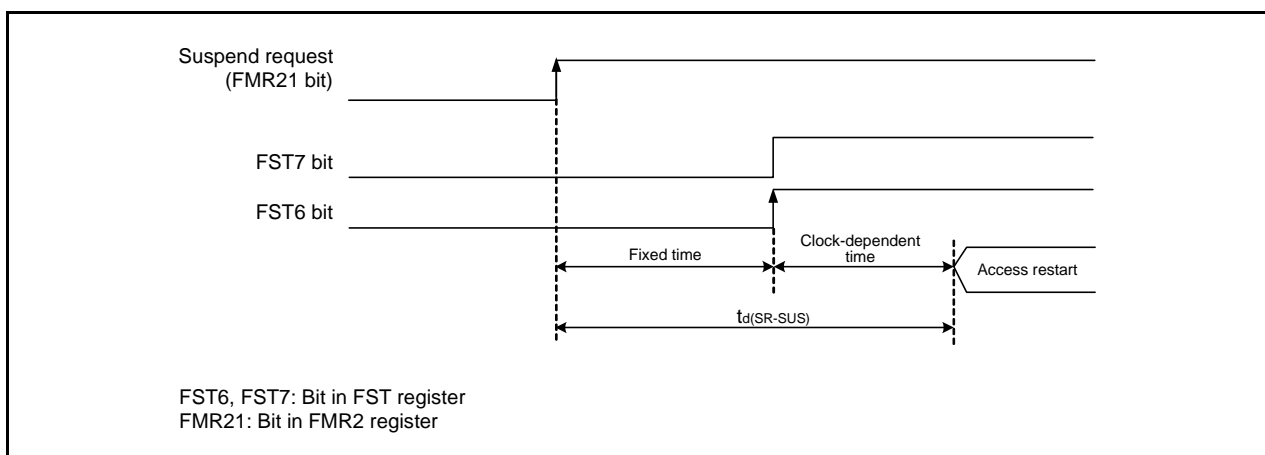 Suspend request
(FMR21 bit)
FST7 bit
FST6 bit
Fixed time
Clock-dependent
time
Access restart
td(SR-SUS)
FST6, FST7: Bit in FST register
FMR21: Bit in FMR2 register